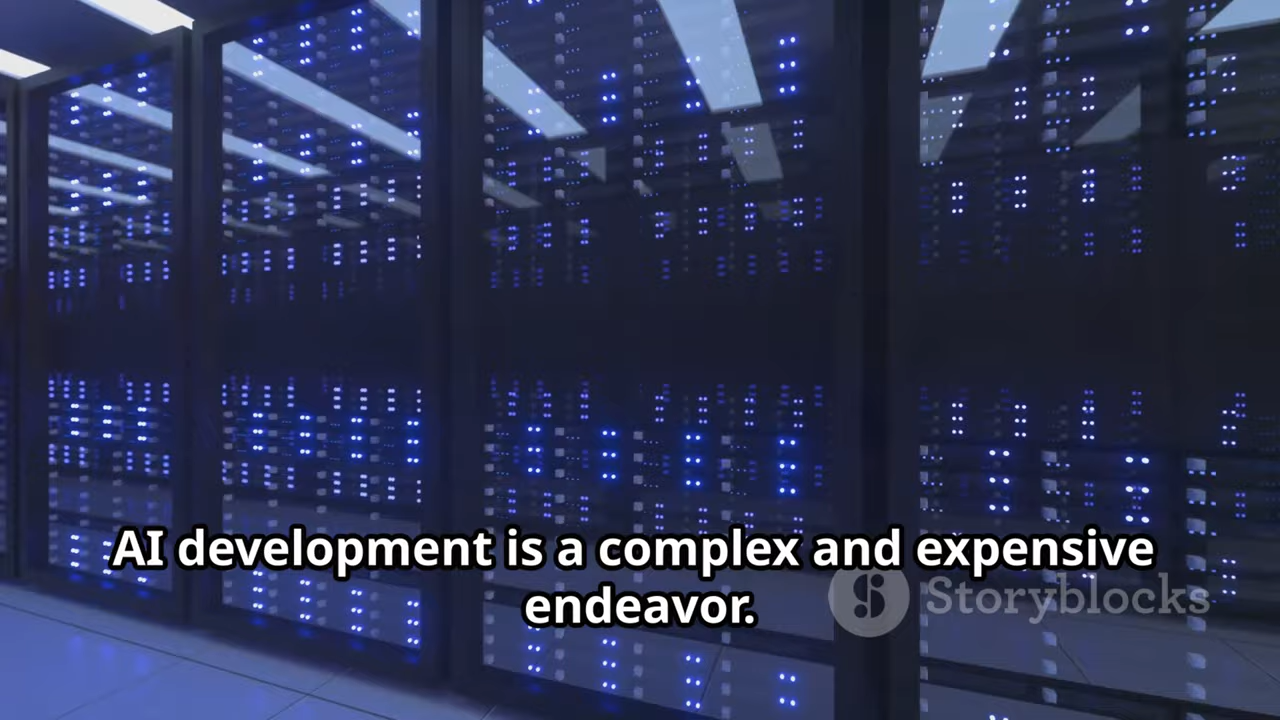 AI development is a complex and expensive
endeavor.
Storyblocks